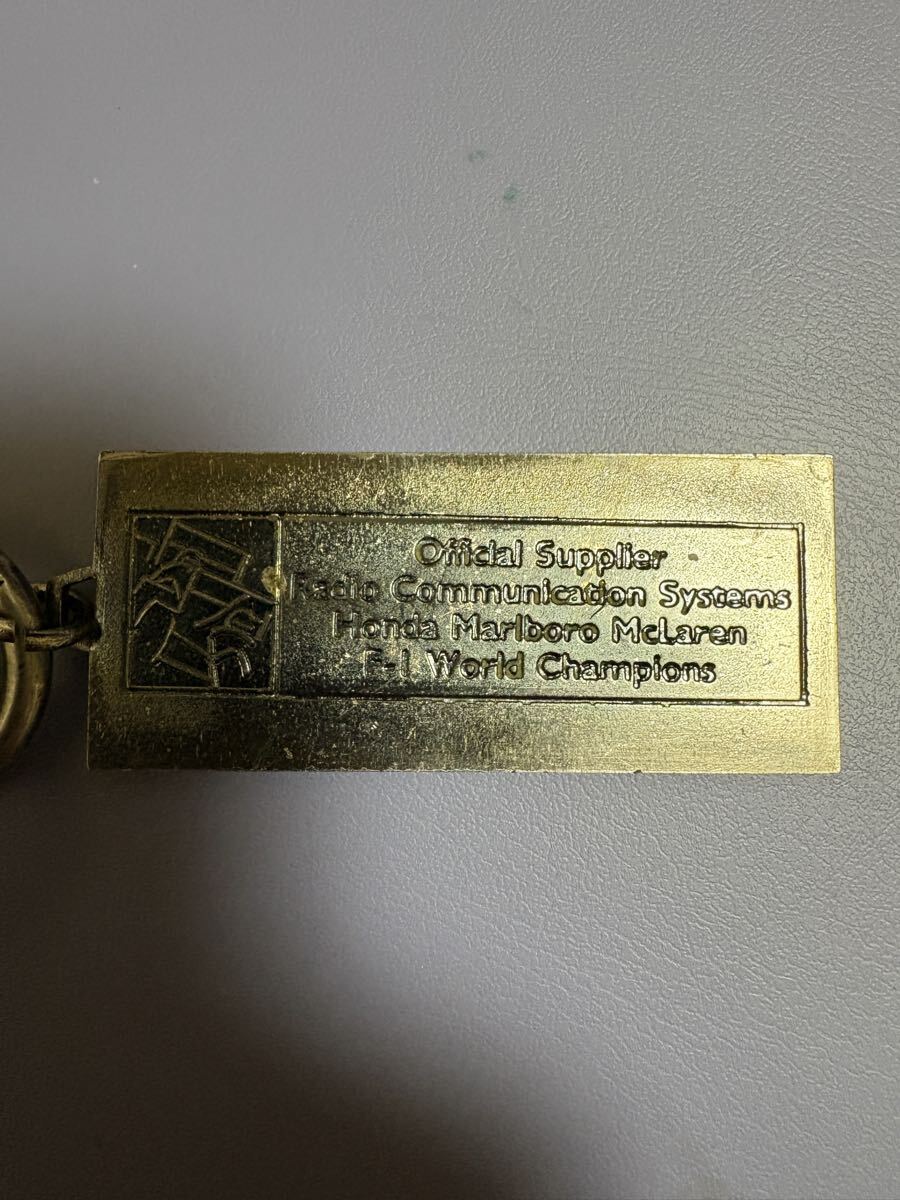 Official Supplier
Radio Communication Systems
Honda Marlboro McLaren
F-1 World Champions